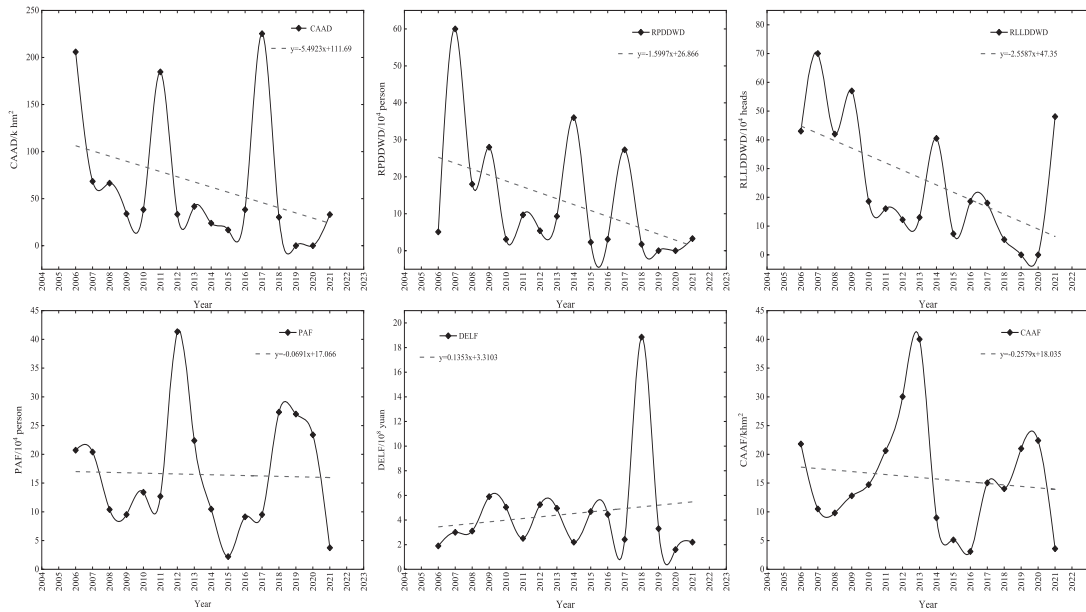 250
200
150
100
50
0
CAAD/k hm²
CAAD
y=-5.4923x+111.69
2004 2005 2006 2007 2008 2009 2010 2011 2012 2013 2014 2015 2016 2017 2018 2019 2020 2021 2022 2023
Year
60
50
40
30
20
10
0
RPDDWD/10⁴ person
RPDDWD
y=-1.5997x+26.866
2004 2005 2006 2007 2008 2009 2010 2011 2012 2013 2014 2015 2016 2017 2018 2019 2020 2021 2022 2023
Year
80
70
60
50
40
30
20
10
0
RLLDDWD/10⁴ heads
RLLDDWD
y=-2.5587x+47.35
2004 2005 2006 2007 2008 2009 2010 2011 2012 2013 2014 2015 2016 2017 2018 2019 2020 2021 2022
Year
45
40
35
30
25
20
15
10
5
0
PAF/10⁴ person
PAF
y=-0.0691x+17.066
2004 2005 2006 2007 2008 2009 2010 2011 2012 2013 2014 2015 2016 2017 2018 2019 2020 2021 2022 2023
Year
20
18
16
14
12
10
8
6
4
2
0
DELF/10⁸ yuan
DELF
y=0.1353x+3.3103
2004 2005 2006 2007 2008 2009 2010 2011 2012 2013 2014 2015 2016 2017 2018 2019 2020 2021 2022 2023
Year
45
40
35
30
25
20
15
10
5
0
CAAF/khm²
CAAF
y=-0.2579x+18.035
2004 2005 2006 2007 2008 2009 2010 2011 2012 2013 2014 2015 2016 2017 2018 2019 2020 2021 2022
Year